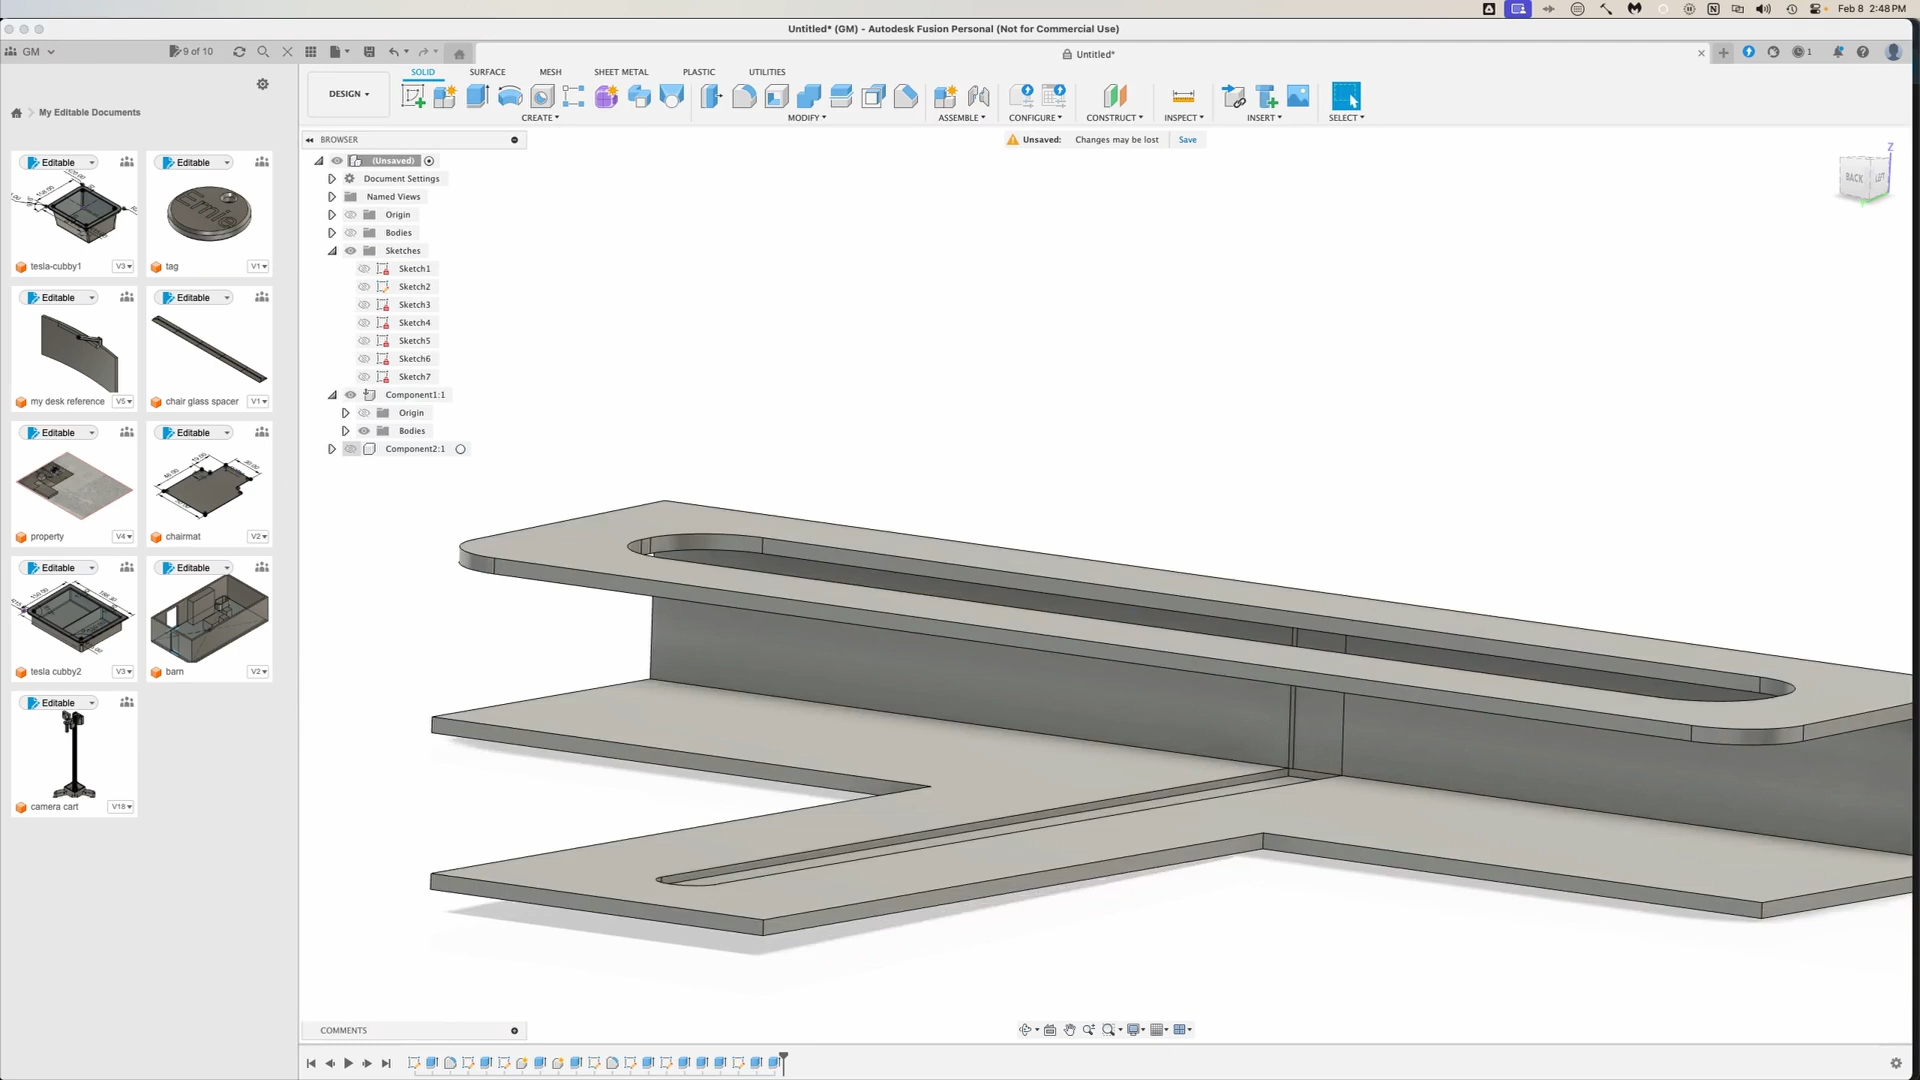 Feb 8 2:48 PM
Untitled* (GM) - Autodesk Fusion Personal (Not for Commercial Use)
GM
9 of 10
Untitled*
1
SOLID
SURFACE
MESH
SHEET METAL
PLASTIC
UTILITIES
DESIGN
CREATE
MODIFY
ASSEMBLE
CONFIGURE
CONSTRUCT
INSPECT
INSERT
SELECT
My Editable Documents
Editable
tesla-cubby1
V3
Editable
Ernie
tag
V1
Editable
my desk reference
V5
Editable
chair glass spacer
V1
Editable
property
V4
Editable
chairmat
V2
Editable
tesla cubby2
V3
Editable
barn
V2
Editable
camera cart
V18
BROWSER
Unsaved: Changes may be lost
Save
(Unsaved)
Document Settings
Named Views
Origin
Bodies
Sketches
Sketch1
Sketch2
Sketch3
Sketch4
Sketch5
Sketch6
Sketch7
Component1:1
Origin
Bodies
Component2:1
Z
BACK
LEFT
COMMENTS